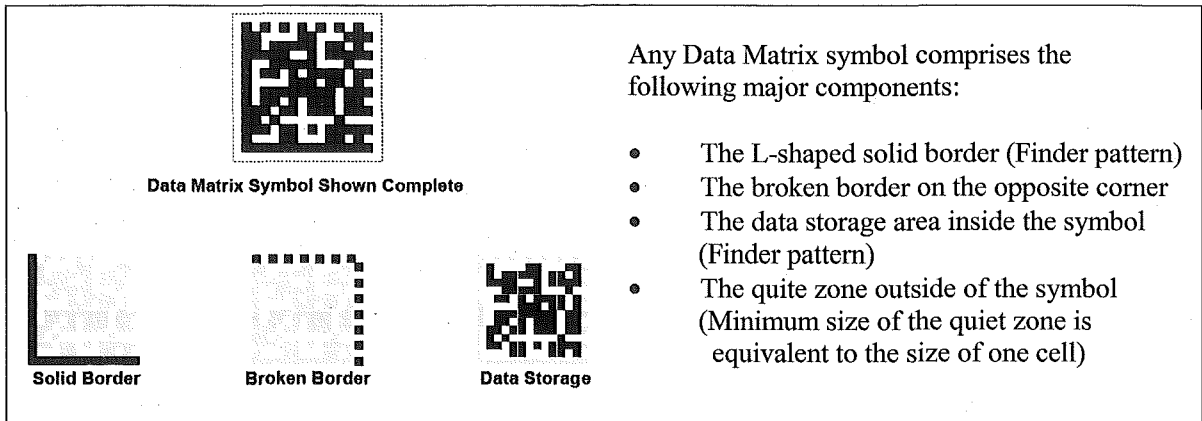 Data Matrix Symbol Shown Complete
Solid Border
Broken Border
Data Storage
Any Data Matrix symbol comprises the
following major components:
• The L-shaped solid border (Finder pattern)
• The broken border on the opposite corner
• The data storage area inside the symbol
(Finder pattern)
• The quite zone outside of the symbol
(Minimum size of the quiet zone is
equivalent to the size of one cell)